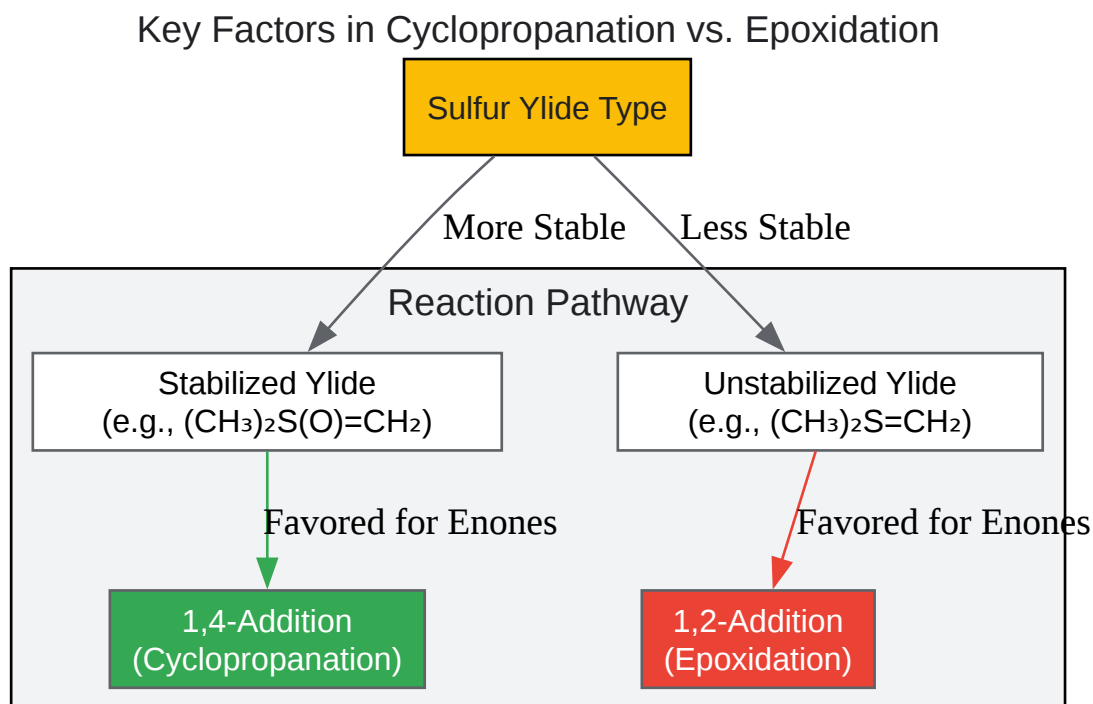 Key Factors in Cyclopropanation vs. Epoxidation
Sulfur Ylide Type
More Stable
Less Stable
Reaction Pathway
Stabilized Ylide
(e.g., (CH₃)₂S(O)=CH₂)
Unstabilized Ylide
(e.g., (CH₃)₂S=CH₂)
Favored for Enones
Favored for Enones
1,4-Addition
(Cyclopropanation)
1,2-Addition
(Epoxidation)